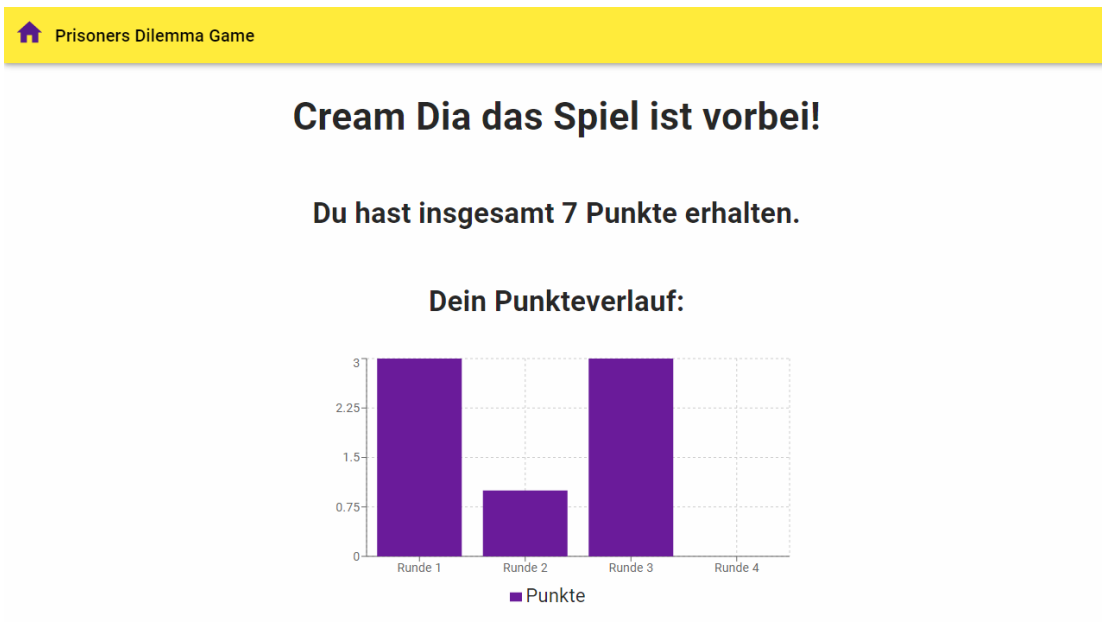 Prisoners Dilemma Game
Cream Dia das Spiel ist vorbei!
Du hast insgesamt 7 Punkte erhalten.
Dein Punkteverlauf:
3
2.25
1.5
0.75
0
Runde 1 Runde 2 Runde 3 Runde 4
Punkte